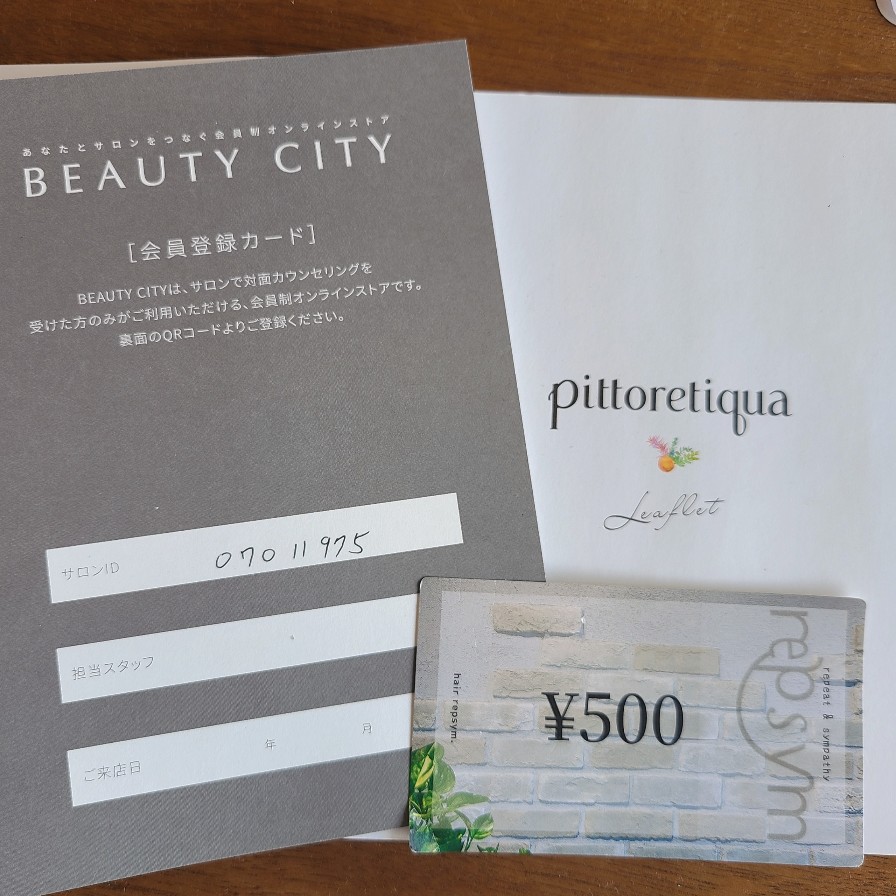 あなたとサロンをつなぐ会員制オンラインストア
BEAUTY CITY
[会員登録カード]
BEAUTY CITYは、サロンで対面カウンセリングを
受けた方のみがご利用いただける、会員制オンラインストアです。
裏面のQRコードよりご登録ください。
サロンID 07011975
担当スタッフ
ご来店日 年 月
pittoretiqua
Leaflet
hair repsym.
¥500
repsym
repeat & sympathy